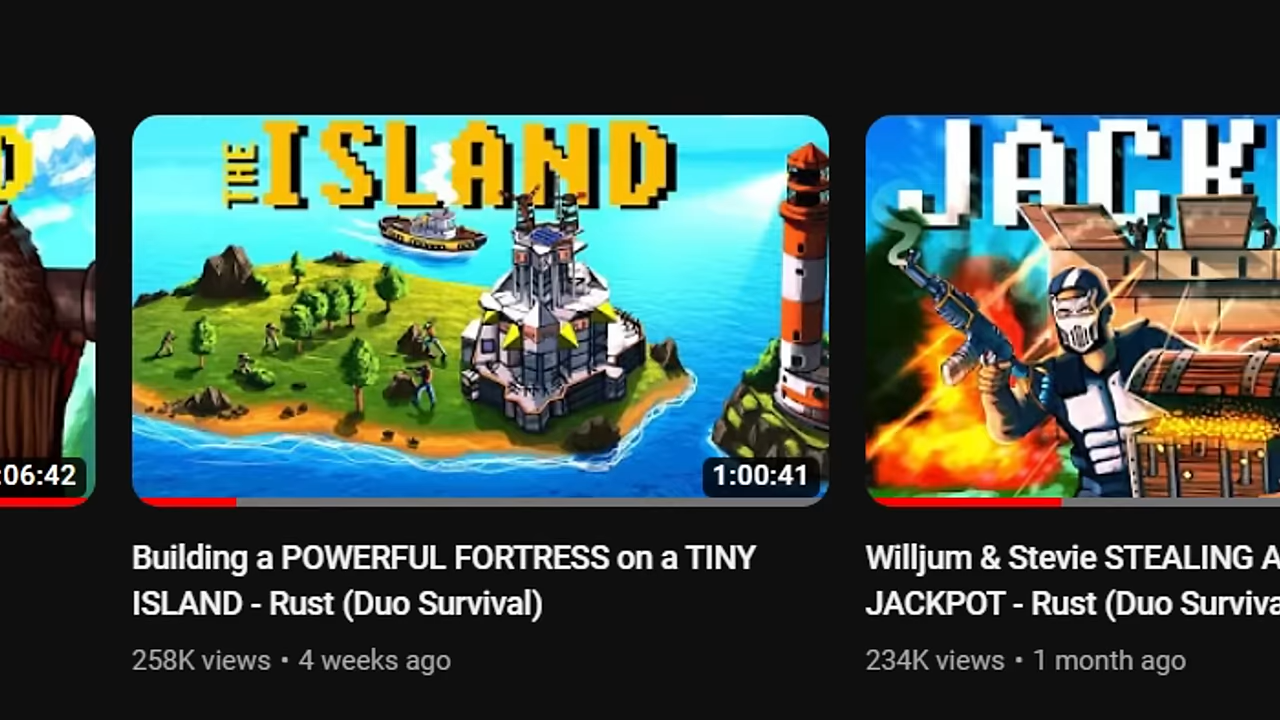 THE ISLAND
JACK
:06:42
1:00:41
Building a POWERFUL FORTRESS on a TINY
ISLAND - Rust (Duo Survival)
258K views • 4 weeks ago
Willjum & Stevie STEALING A
JACKPOT - Rust (Duo Surviva
234K views • 1 month ago